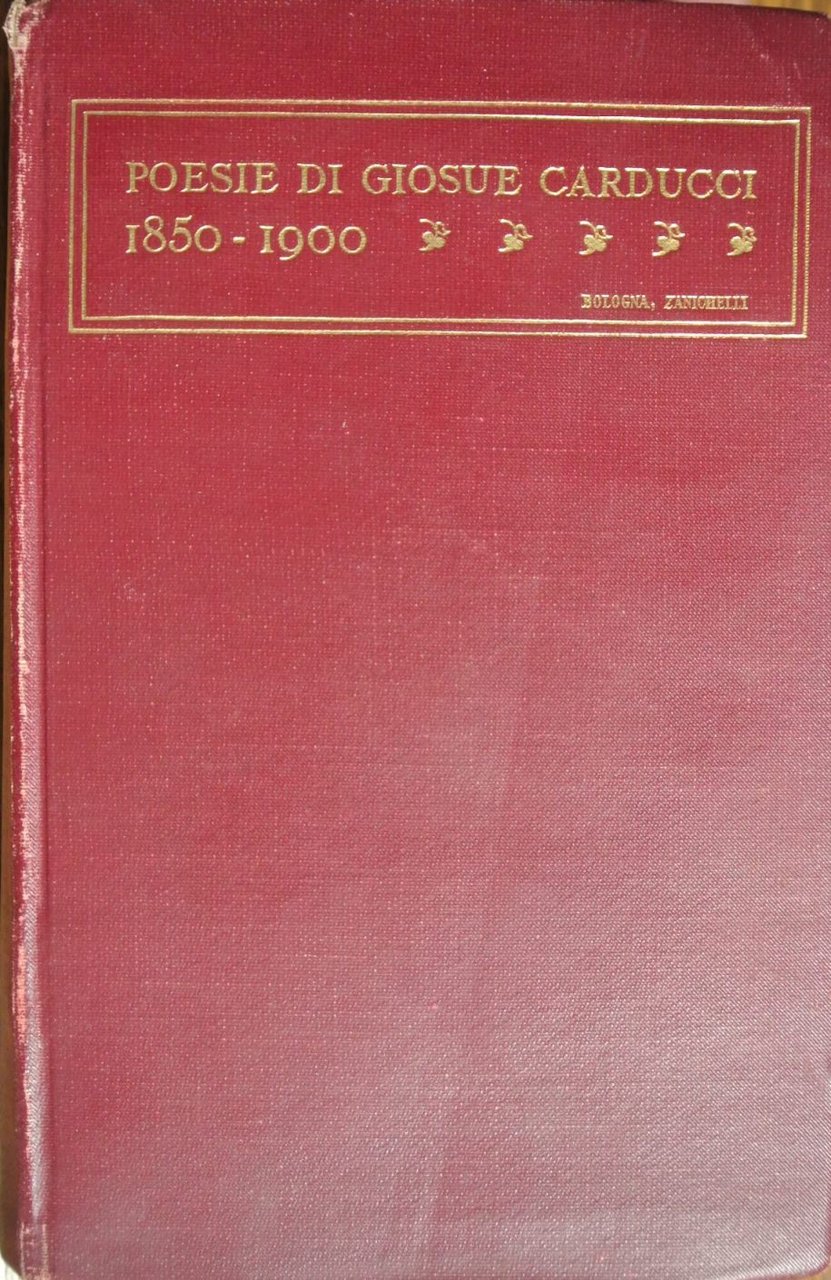 POESIE DI GIOSUE CARDUCCI
1850 - 1900
BOLOGNA, ZANICHELLI